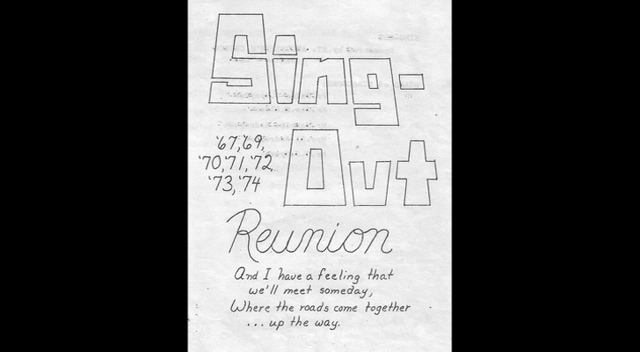 Sing-
Out
'67,'69,
'70,'71,'72
'73,'74
Reunion
And I have a feeling that
we'll meet someday,
Where the roads come together
... up the way.